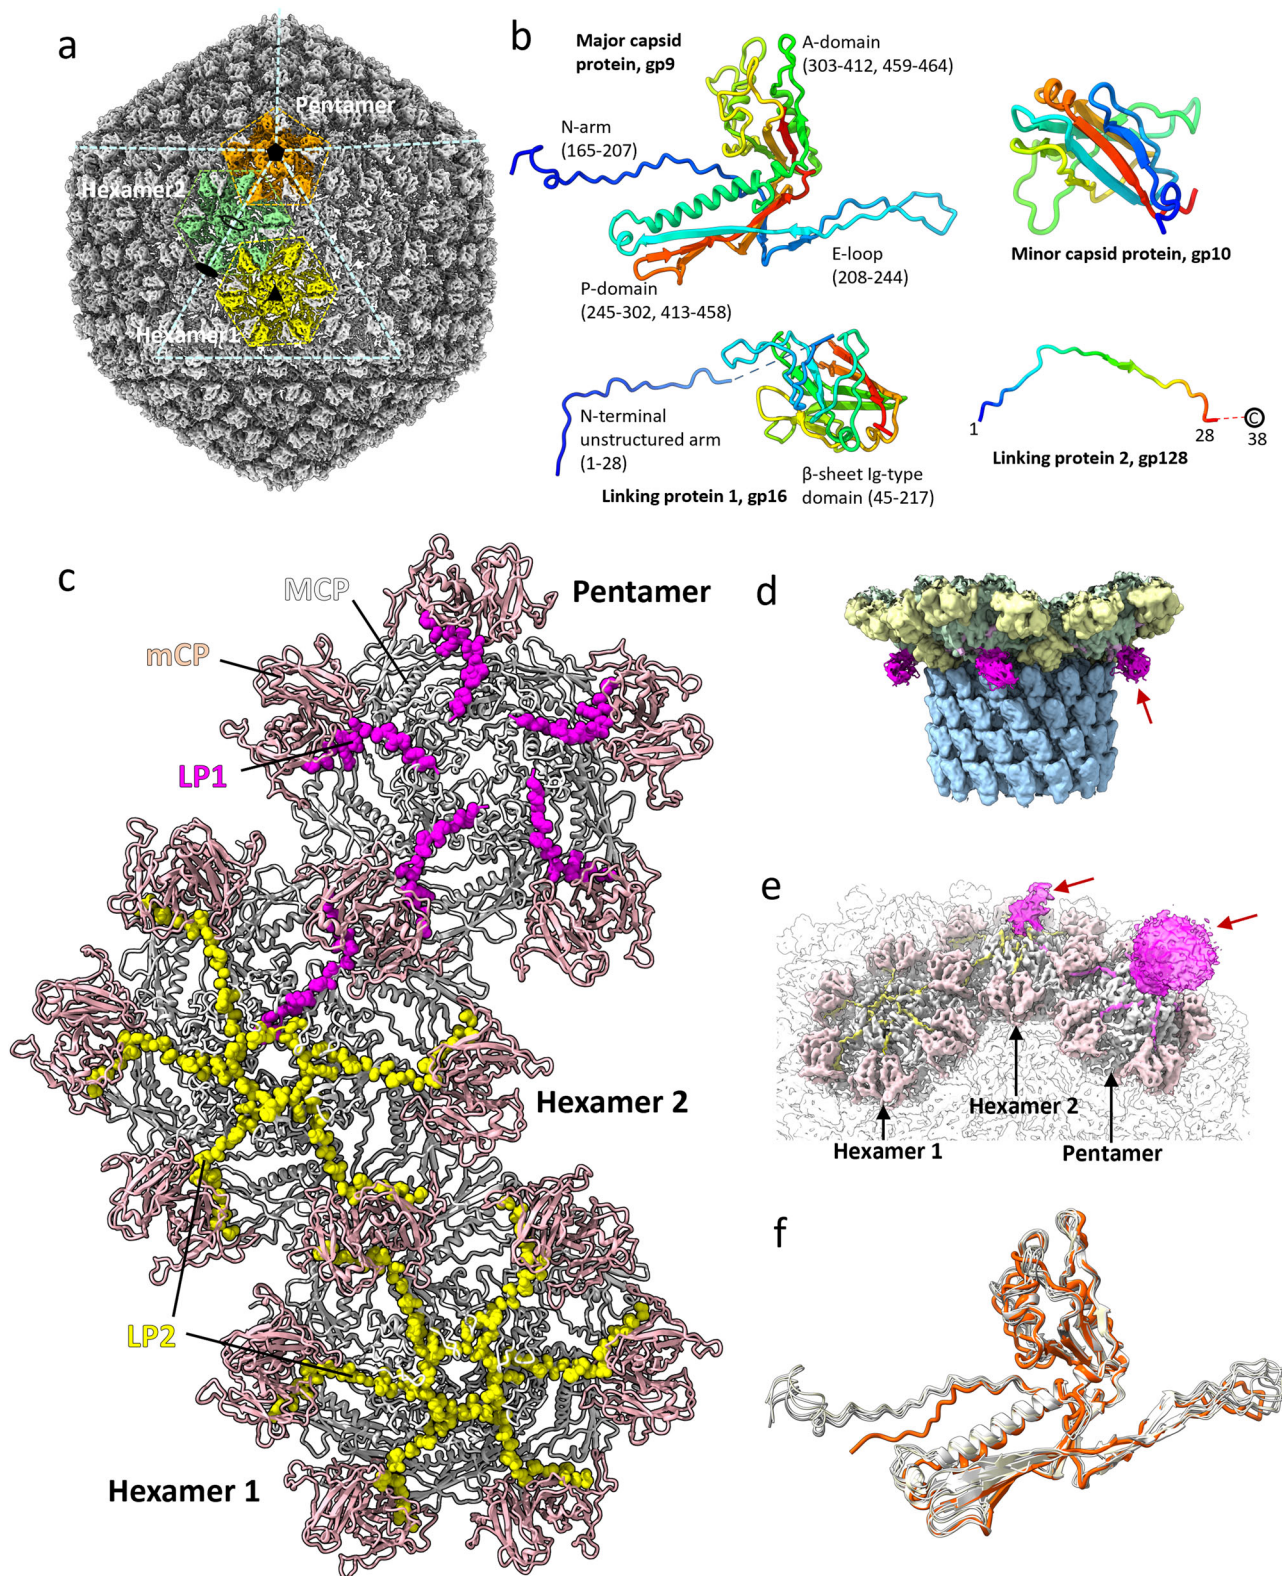 a
Pentamer
Hexamer2
Hexamer1
b
Major capsid
protein, gp9
A-domain
(303-412, 459-464)
N-arm
(165-207)
E-loop
(208-244)
P-domain
(245-302, 413-458)
Minor capsid protein, gp10
N-terminal
unstructured arm
(1-28)
β-sheet Ig-type
domain (45-217)
Linking protein 1, gp16
1
28
C
38
Linking protein 2, gp128
c
MCP
Pentamer
mCP
LP1
Hexamer 2
LP2
Hexamer 1
d
e
Hexamer 2
Hexamer 1
Pentamer
f